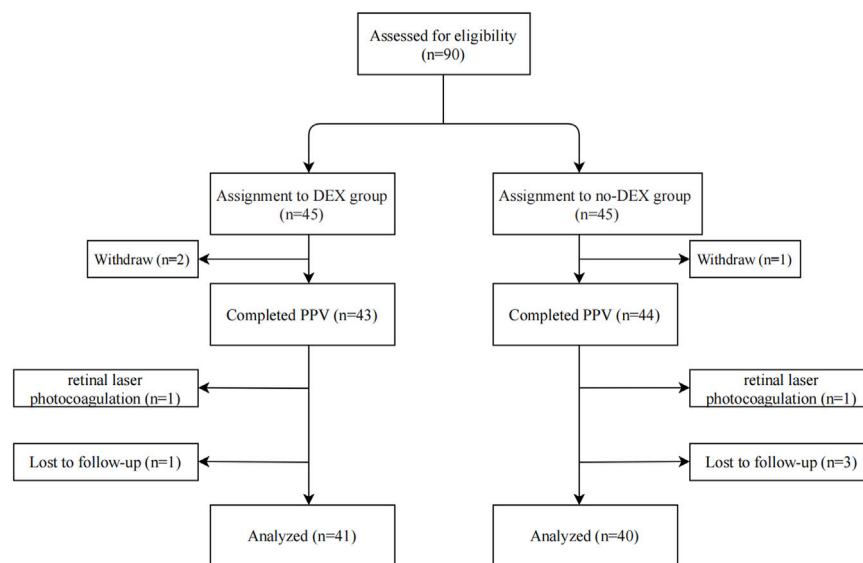 Assessed for eligibility
(n=90)
Assignment to DEX group
(n=45)
Assignment to no-DEX group
(n=45)
Withdraw (n=2)
Withdraw (n=1)
Completed PPV (n=43)
Completed PPV (n=44)
retinal laser
photocoagulation (n=1)
retinal laser
photocoagulation (n=1)
Lost to follow-up (n=1)
Lost to follow-up (n=3)
Analyzed (n=41)
Analyzed (n=40)